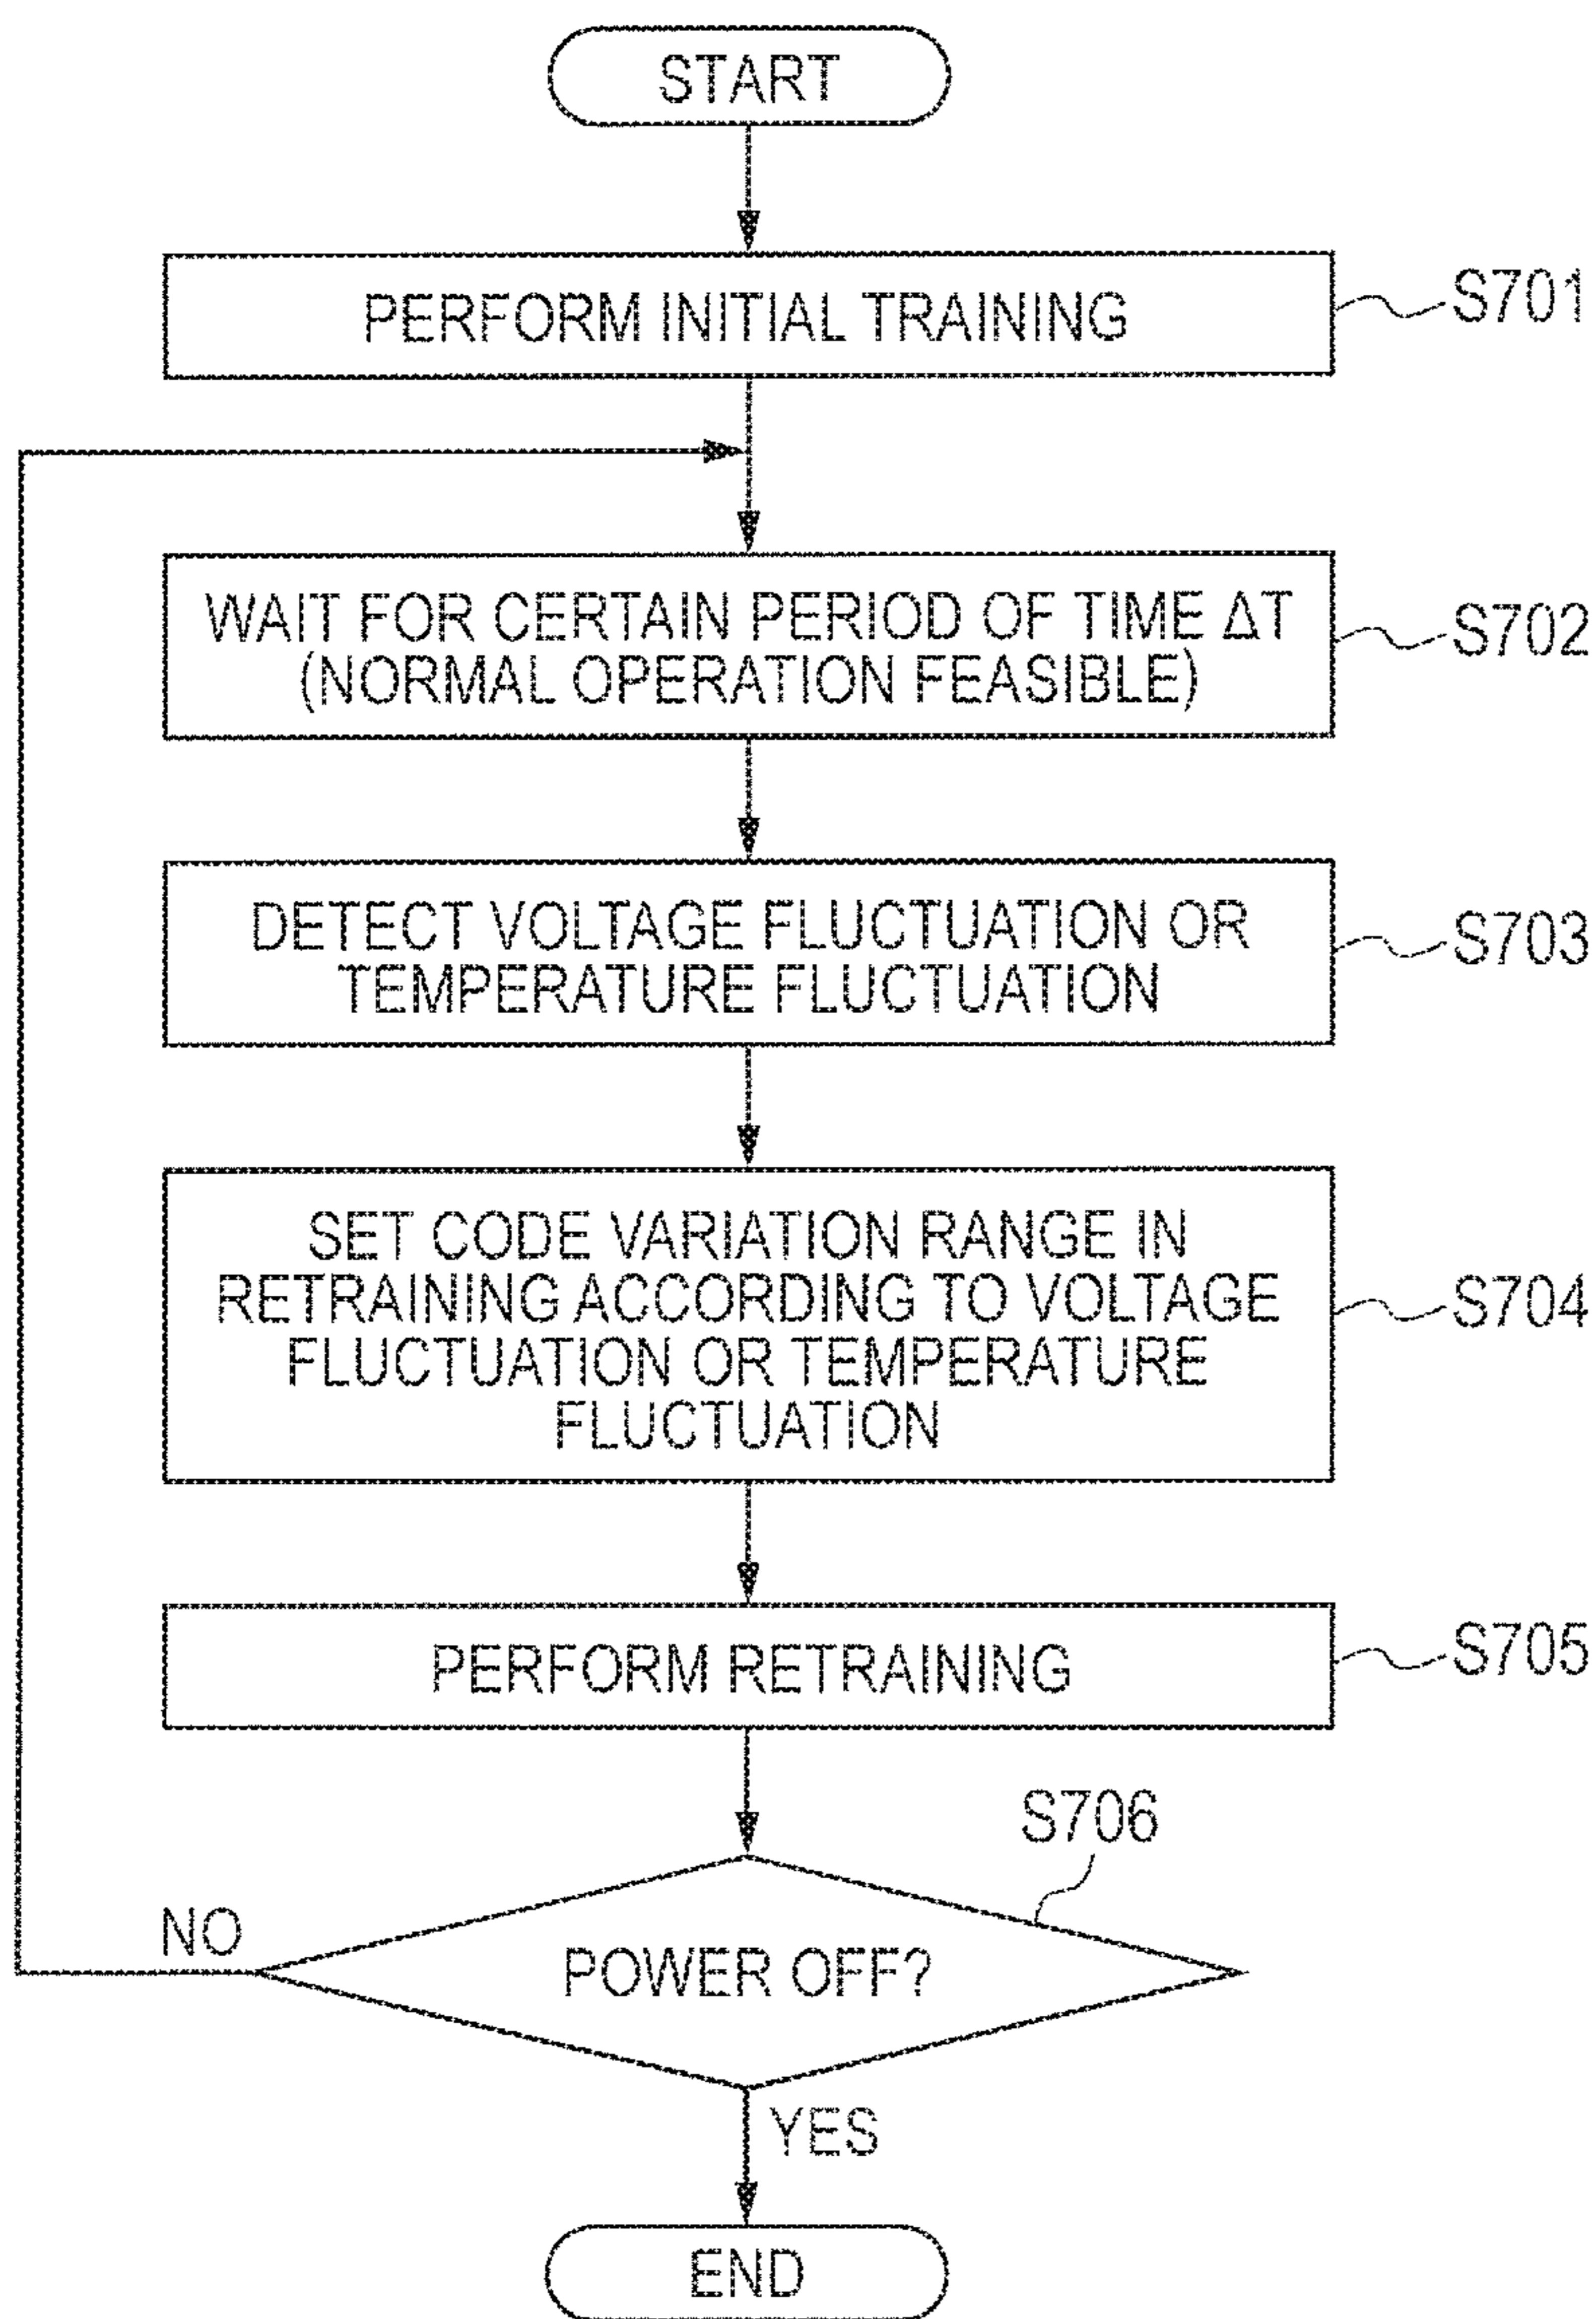 START
PERFORM INITIAL TRAINING
S701
WAIT FOR CERTAIN PERIOD OF TIME ΔT
(NORMAL OPERATION FEASIBLE)
S702
DETECT VOLTAGE FLUCTUATION OR
TEMPERATURE FLUCTUATION
S703
SET CODE VARIATION RANGE IN
RETRAINING ACCORDING TO VOLTAGE
FLUCTUATION OR TEMPERATURE
FLUCTUATION
S704
PERFORM RETRAINING
S705
S706
NO
POWER OFF?
YES
END